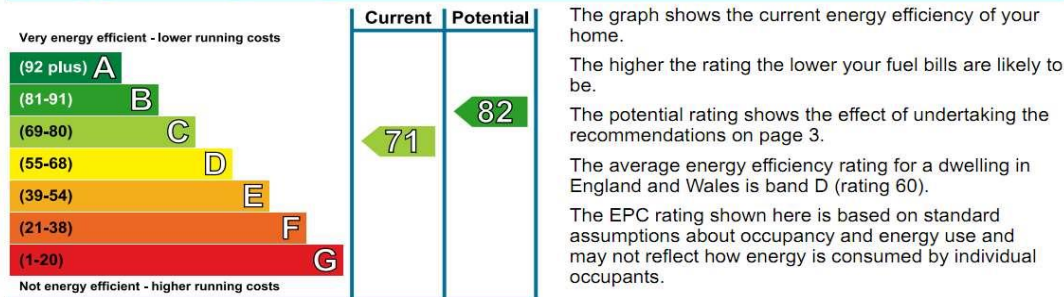 Current Potential
Very energy efficient - lower running costs
(92 plus) A
(81-91) B
(69-80) C
(55-68) D
(39-54) E
(21-38) F
(1-20) G
Not energy efficient - higher running costs
71
82
The graph shows the current energy efficiency of your
home.
The higher the rating the lower your fuel bills are likely to
be.
The potential rating shows the effect of undertaking the
recommendations on page 3.
The average energy efficiency rating for a dwelling in
England and Wales is band D (rating 60).
The EPC rating shown here is based on standard
assumptions about occupancy and energy use and
may not reflect how energy is consumed by individual
occupants.